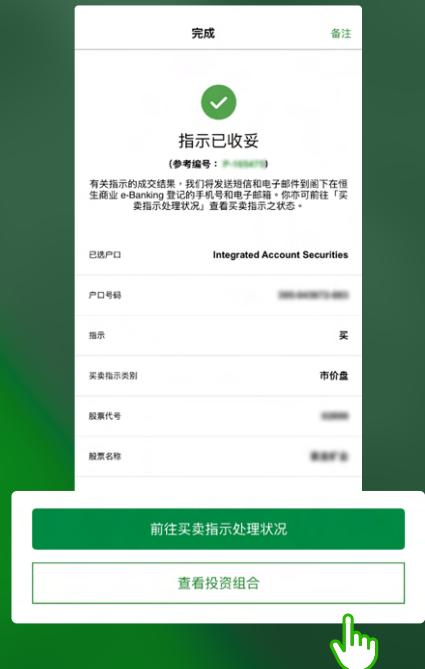 完成
备注
指示已收妥
(参考编号：
有关指示的成交结果，我们将发送短信和电子邮件到阁下在恒
生商业 e-Banking 登记的手机号和电子邮箱。你亦可前往「买
卖指示处理状况」查看买卖指示之状态。
已选户口 Integrated Account Securities
户口号码
指示 买
买卖指示类别 市价盘
股票代号
股票名称
前往买卖指示处理状况
查看投资组合